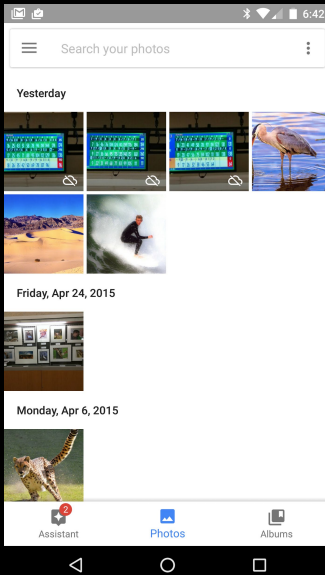 6:42
Search your photos
Yesterday
Friday, Apr 24, 2015
Monday, Apr 6, 2015
2
Assistant
Photos
Albums